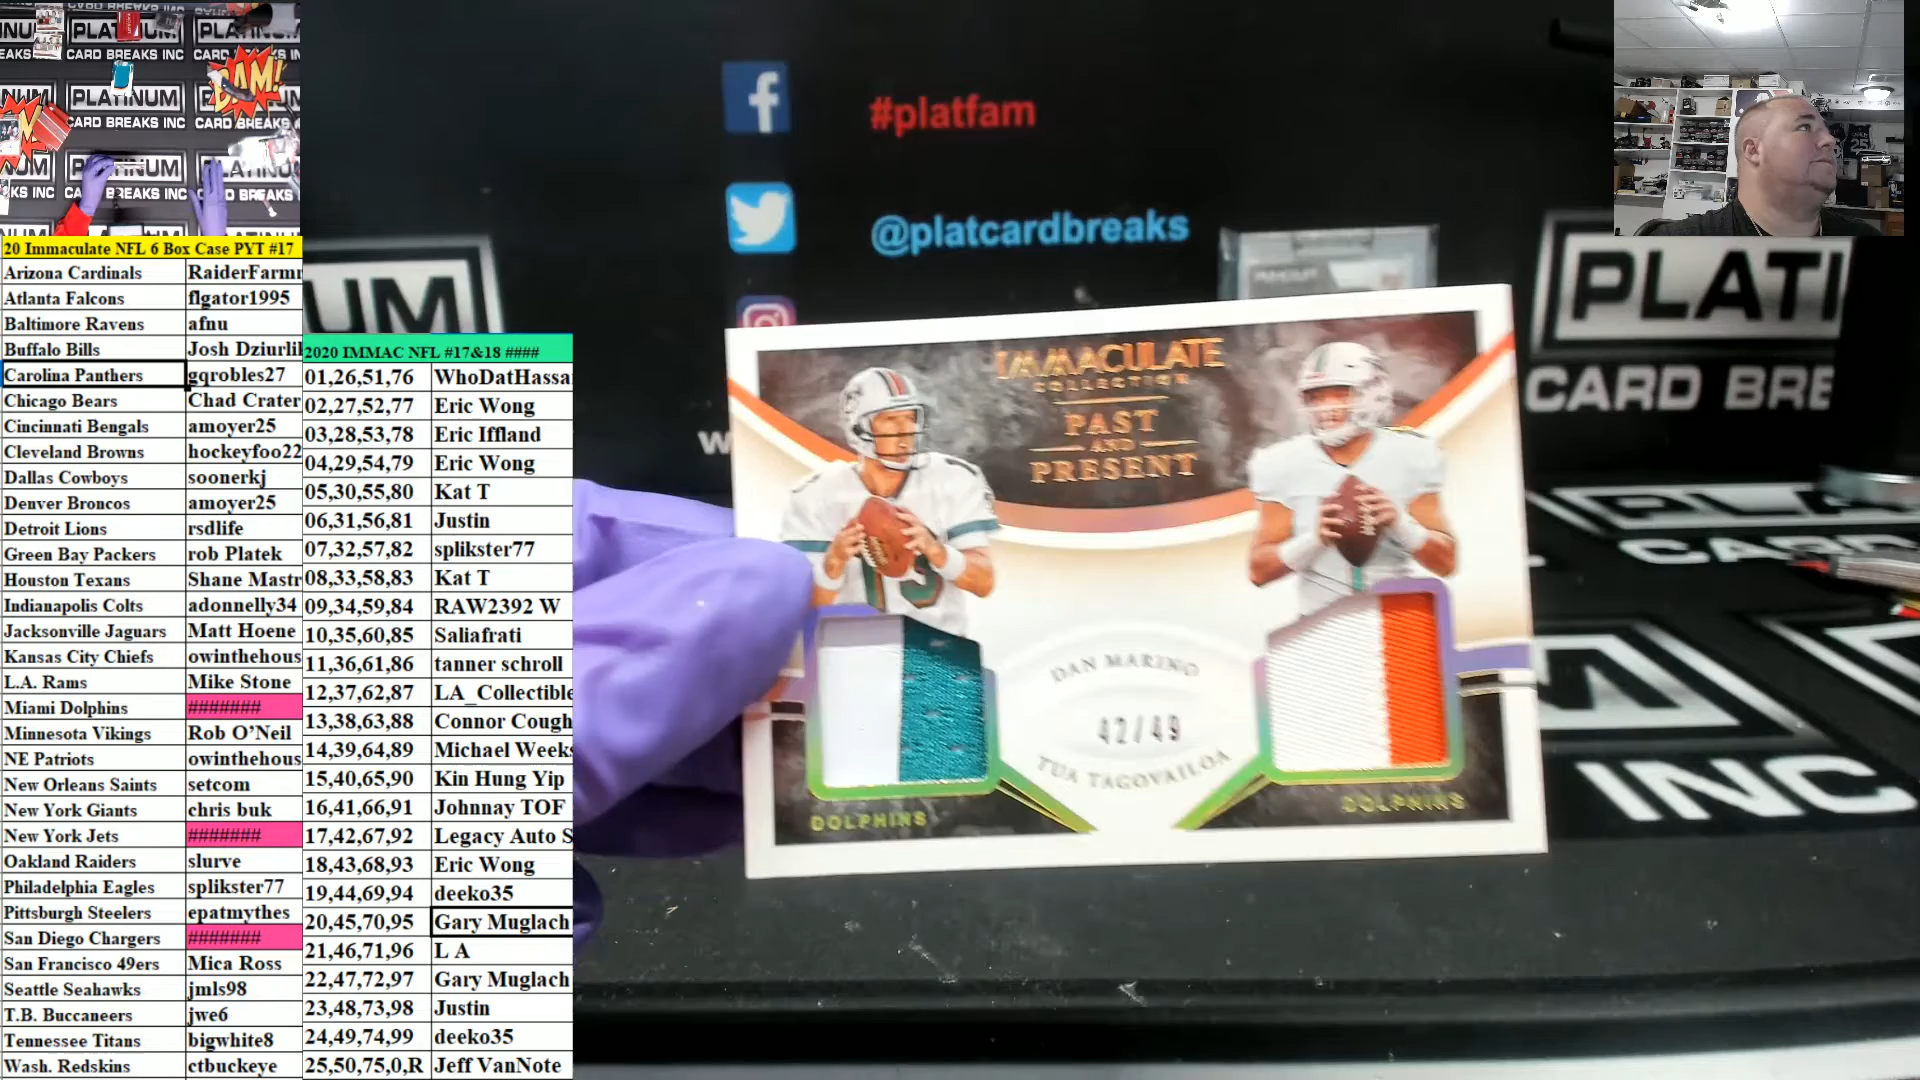 PLATINUM
CARD BREAKS INC
BAM!
20 Immaculate NFL 6 Box Case PYT #17
Arizona Cardinals RaiderFarmr
Atlanta Falcons flgator1995
Baltimore Ravens afnu
Buffalo Bills Josh Dziurlik
Carolina Panthers gqrobles27
Chicago Bears Chad Crater
Cincinnati Bengals amoyer25
Cleveland Browns hockeyfoo22
Dallas Cowboys soonerkj
Denver Broncos amoyer25
Detroit Lions rsdlife
Green Bay Packers rob Platek
Houston Texans Shane Mastr
Indianapolis Colts adonnelly34
Jacksonville Jaguars Matt Hoene
Kansas City Chiefs owinthehous
L.A. Rams Mike Stone
Miami Dolphins #######
Minnesota Vikings Rob O’Neil
NE Patriots owinthehous
New Orleans Saints setcom
New York Giants chris buk
New York Jets #######
Oakland Raiders slurve
Philadelphia Eagles splikster77
Pittsburgh Steelers epatmythes
San Diego Chargers #######
San Francisco 49ers Mica Ross
Seattle Seahawks jmls98
T.B. Buccaneers jwe6
Tennessee Titans bigwhite8
Wash. Redskins ctbuckeye
2020 IMMAC NFL #17&18 ####
01,26,51,76 WhoDatHassa
02,27,52,77 Eric Wong
03,28,53,78 Eric Iffland
04,29,54,79 Eric Wong
05,30,55,80 Kat T
06,31,56,81 Justin
07,32,57,82 splikster77
08,33,58,83 Kat T
09,34,59,84 RAW2392 W
10,35,60,85 Saliafrati
11,36,61,86 tanner schroll
12,37,62,87 LA_Collectible
13,38,63,88 Connor Cough
14,39,64,89 Michael Weeks
15,40,65,90 Kin Hung Yip
16,41,66,91 Johnnay TOF
17,42,67,92 Legacy Auto S
18,43,68,93 Eric Wong
19,44,69,94 deeko35
20,45,70,95 Gary Muglach
21,46,71,96 L A
22,47,72,97 Gary Muglach
23,48,73,98 Justin
24,49,74,99 deeko35
25,50,75,0,R Jeff VanNote
#platfam
@platcardbreaks
IMMACULATE
COLLECTION
PAST
AND
PRESENT
DAN MARINO
42/49
TUA TAGOVAILOA
DOLPHINS
DOLPHINS
UM
PLATI
CARD BRE
INC
25